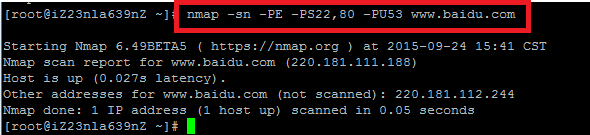 [root@iZ23nla639nZ ~]# nmap -sn -PE -PS22,80 -PU53 www.baidu.com
Starting Nmap 6.49BETA5 ( https://nmap.org ) at 2015-09-24 15:41 CST
Nmap scan report for www.baidu.com (220.181.111.188)
Host is up (0.027s latency).
Other addresses for www.baidu.com (not scanned): 220.181.112.244
Nmap done: 1 IP address (1 host up) scanned in 0.05 seconds
[root@iZ23nla639nZ ~]#